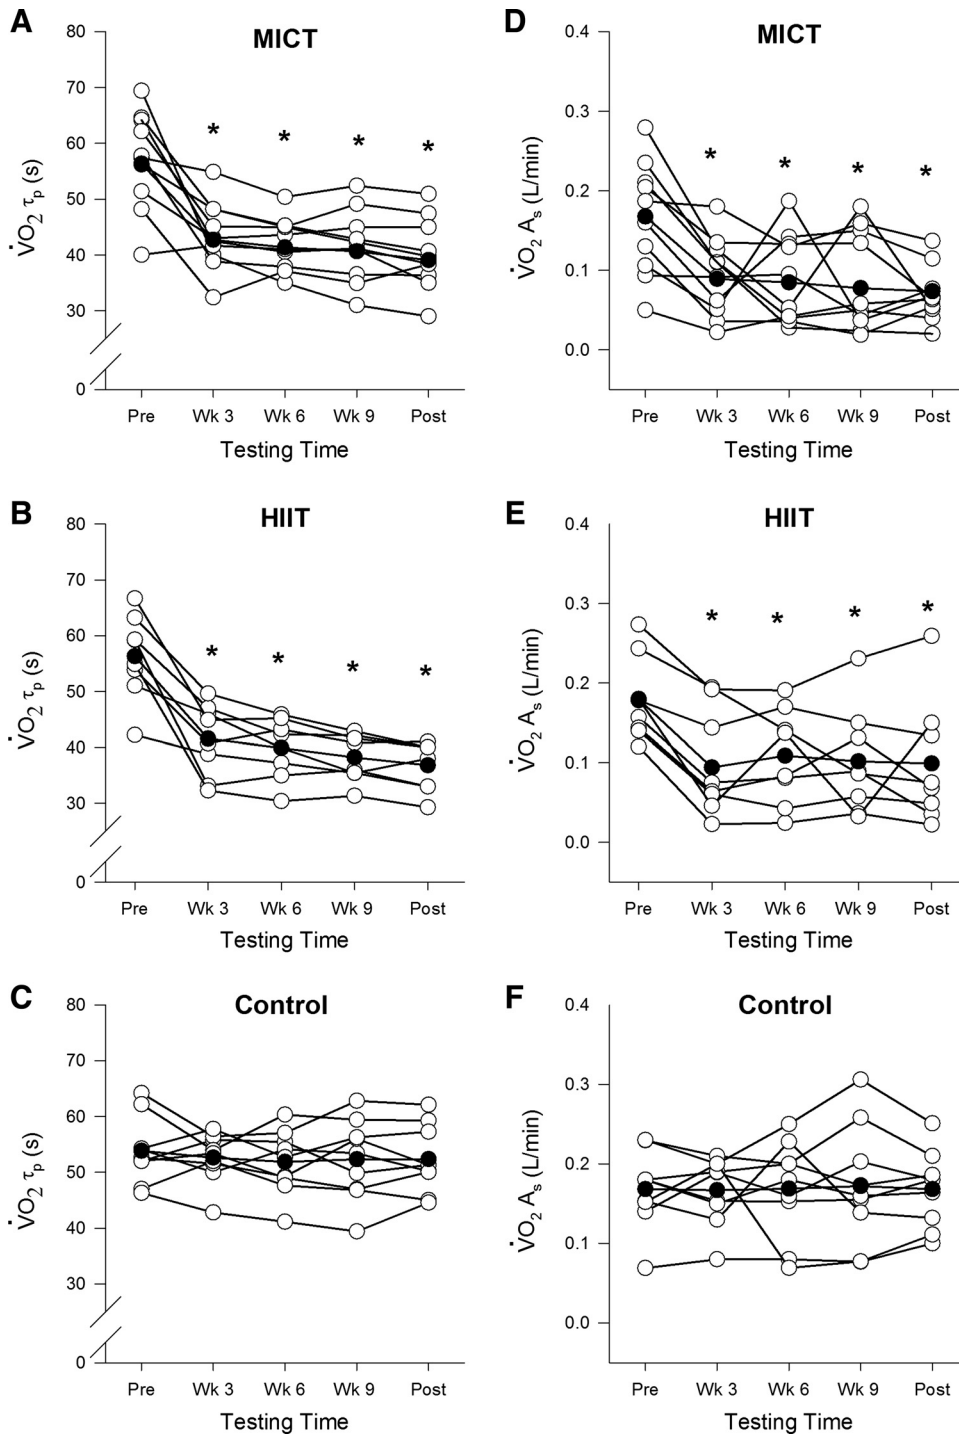 A
MICT
80
70
60
50
40
30
0
V̇O₂ τₚ (s)
* * * *
Pre Wk 3 Wk 6 Wk 9 Post
Testing Time
D
MICT
0.4
0.3
0.2
0.1
0.0
V̇O₂ Aₛ (L/min)
* * * *
Pre Wk 3 Wk 6 Wk 9 Post
Testing Time
B
HIIT
80
70
60
50
40
30
0
V̇O₂ τₚ (s)
* * * *
Pre Wk 3 Wk 6 Wk 9 Post
Testing Time
E
HIIT
0.4
0.3
0.2
0.1
0.0
V̇O₂ Aₛ (L/min)
* * * *
Pre Wk 3 Wk 6 Wk 9 Post
Testing Time
C
Control
80
70
60
50
40
30
0
V̇O₂ τₚ (s)
Pre Wk 3 Wk 6 Wk 9 Post
Testing Time
F
Control
0.4
0.3
0.2
0.1
0.0
V̇O₂ Aₛ (L/min)
Pre Wk 3 Wk 6 Wk 9 Post
Testing Time